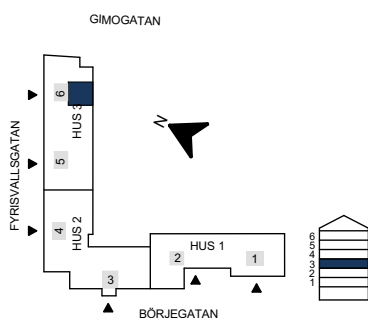 GIMOGATAN
N
6
HUS 3
FYRISVALLSGATAN
5
4
HUS 2
HUS 1
2
1
3
BÖRJEGATAN
6
5
4
3
2
1